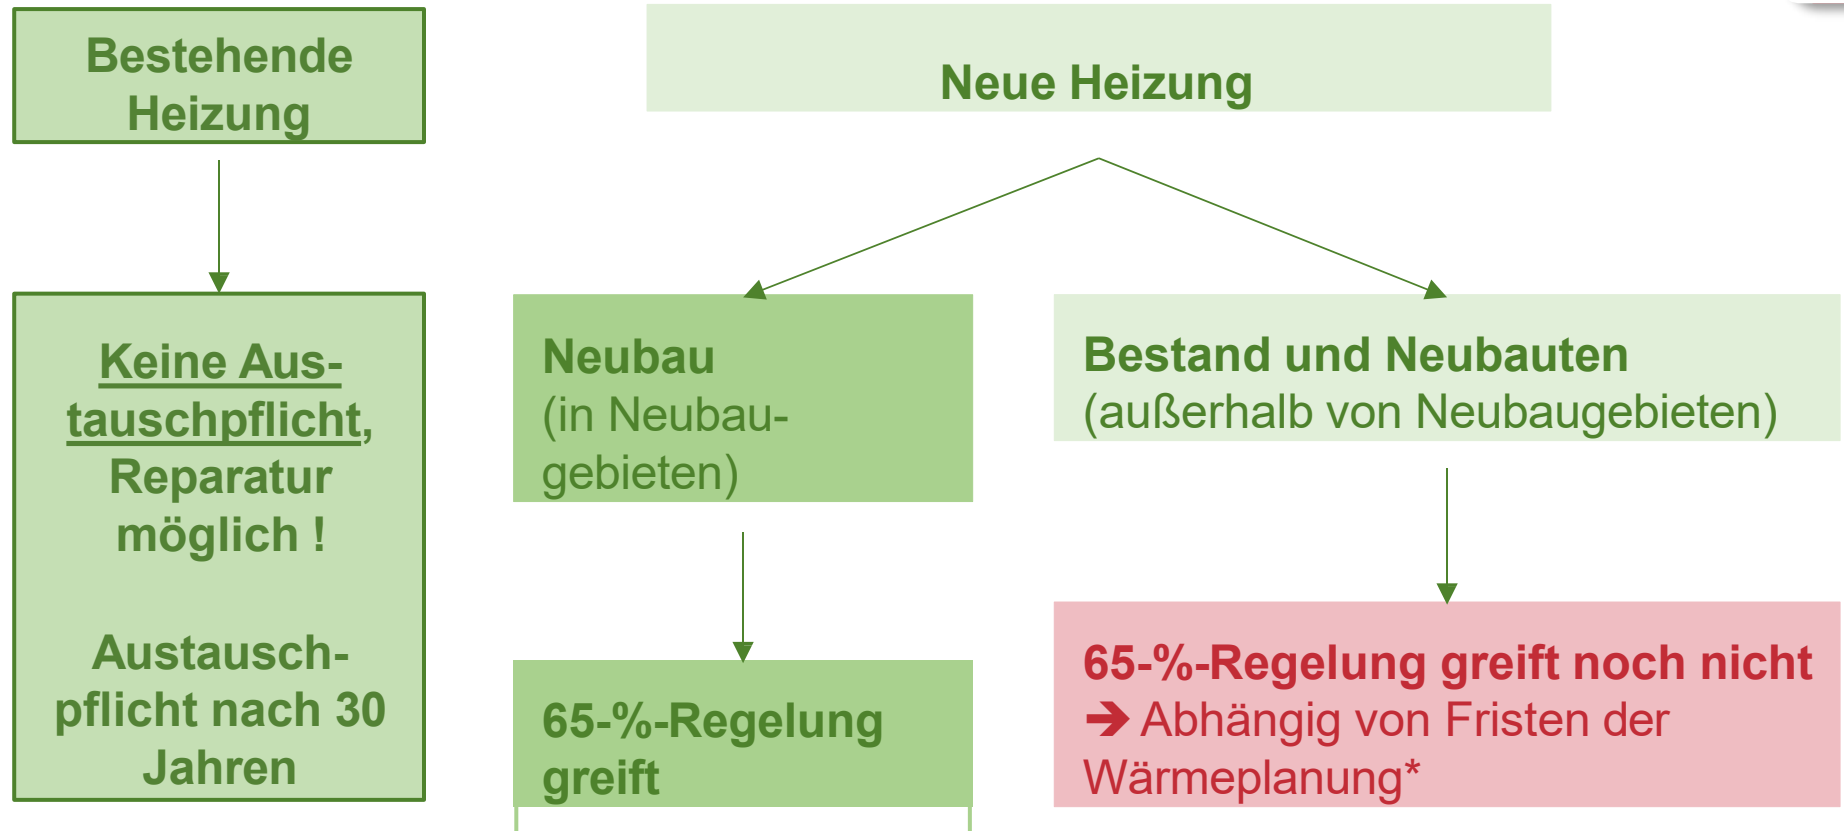 Bestehende
Heizung
Keine Aus-
tauschpflicht,
Reparatur
möglich !
Austausch-
pflicht nach 30
Jahren
Neue Heizung
Neubau
(in Neubau-
gebieten)
65-%-Regelung
greift
Bestand und Neubauten
(außerhalb von Neubaugebieten)
65-%-Regelung greift noch nicht
➔ Abhängig von Fristen der
Wärmeplanung*